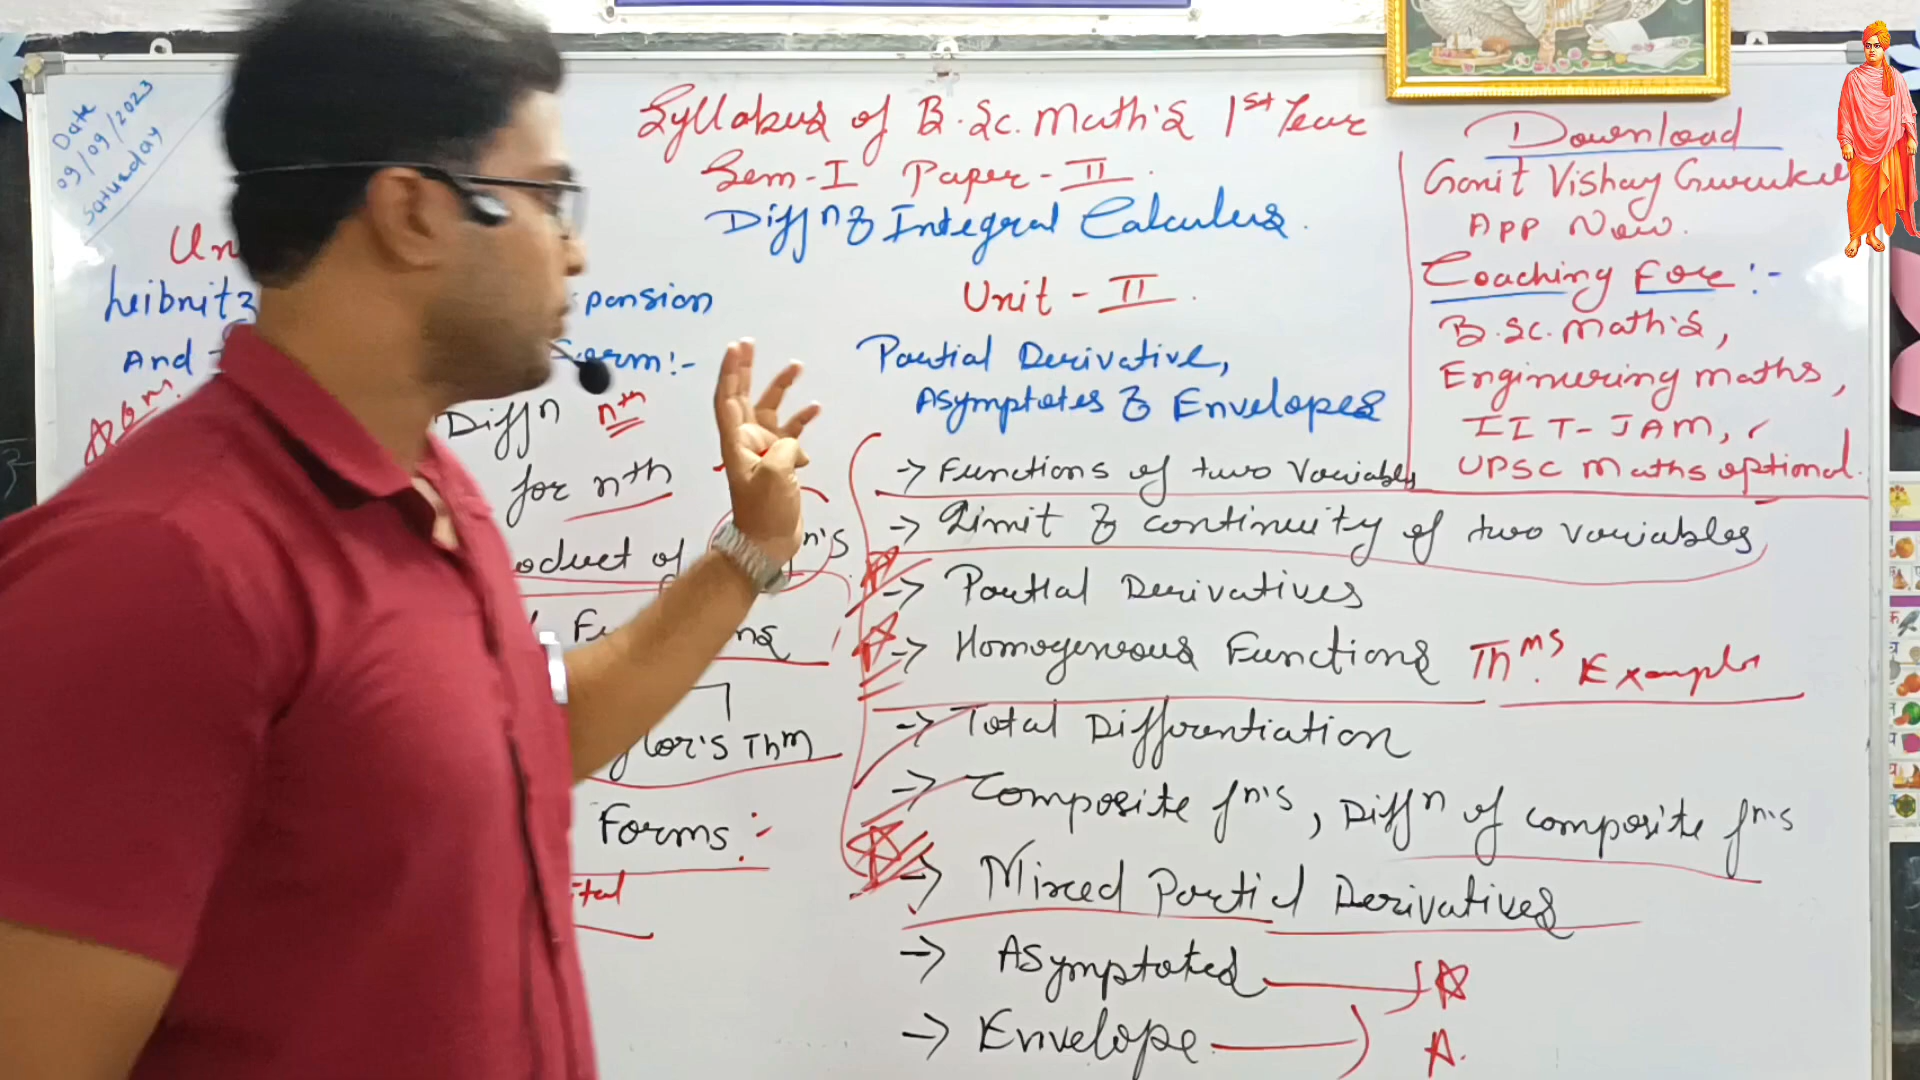 Date
09/09/2023
Saturday
Syllabus of B.Sc. Math's 1st Year
Sem-I Paper-II.
Diffn & Integral Calculus.
Leibnitz
pansion
And
Form:-
Diffn nth
for nth
oduct of
n's
ylor's Thm
Forms:-
ital
Unit - II.
Partial Derivative,
Asymptotes & Envelopes
→ Functions of two Variables
→ Limit & continuity of two variables
→ Partial Derivatives
→ Homogeneous Functions Thms. Examples
→ Total Differentiation
→ Composite fn's, Diffn of composite fn's
→ Mixed Partial Derivatives
→ Asymptotes
→ Envelope
Download
Ganit Vishay Gurukul
App Now.
Coaching For:-
B.Sc. Math's,
Engineering maths,
IIT-JAM,
UPSC Maths optional.